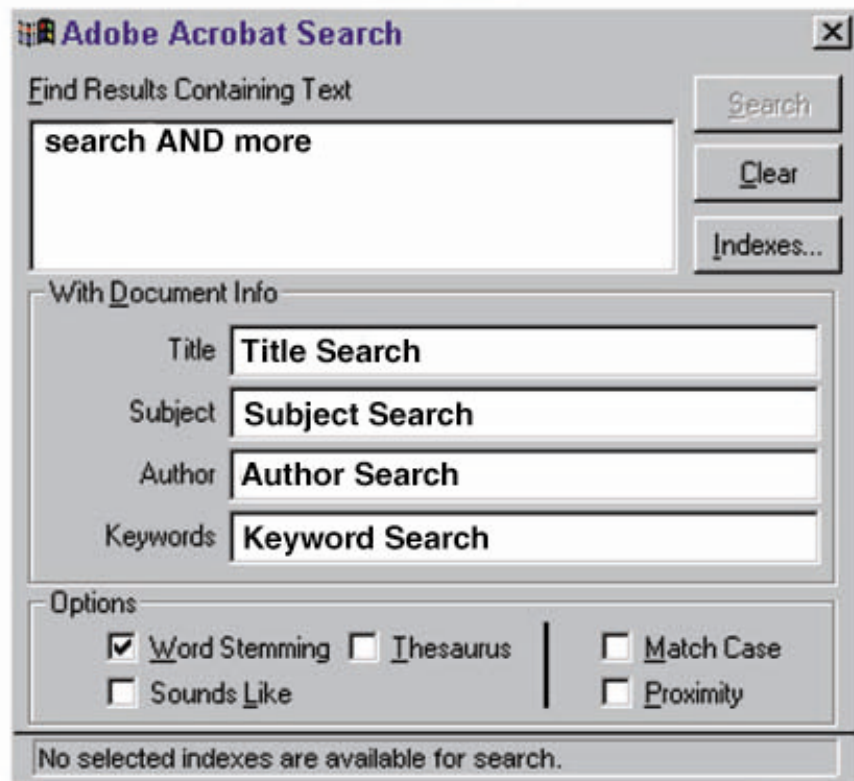 Adobe Acrobat Search
Find Results Containing Text
search AND more
Search
Clear
Indexes...
With Document Info
Title Title Search
Subject Subject Search
Author Author Search
Keywords Keyword Search
Options
Word Stemming Thesaurus Match Case
Sounds Like Proximity
No selected indexes are available for search.